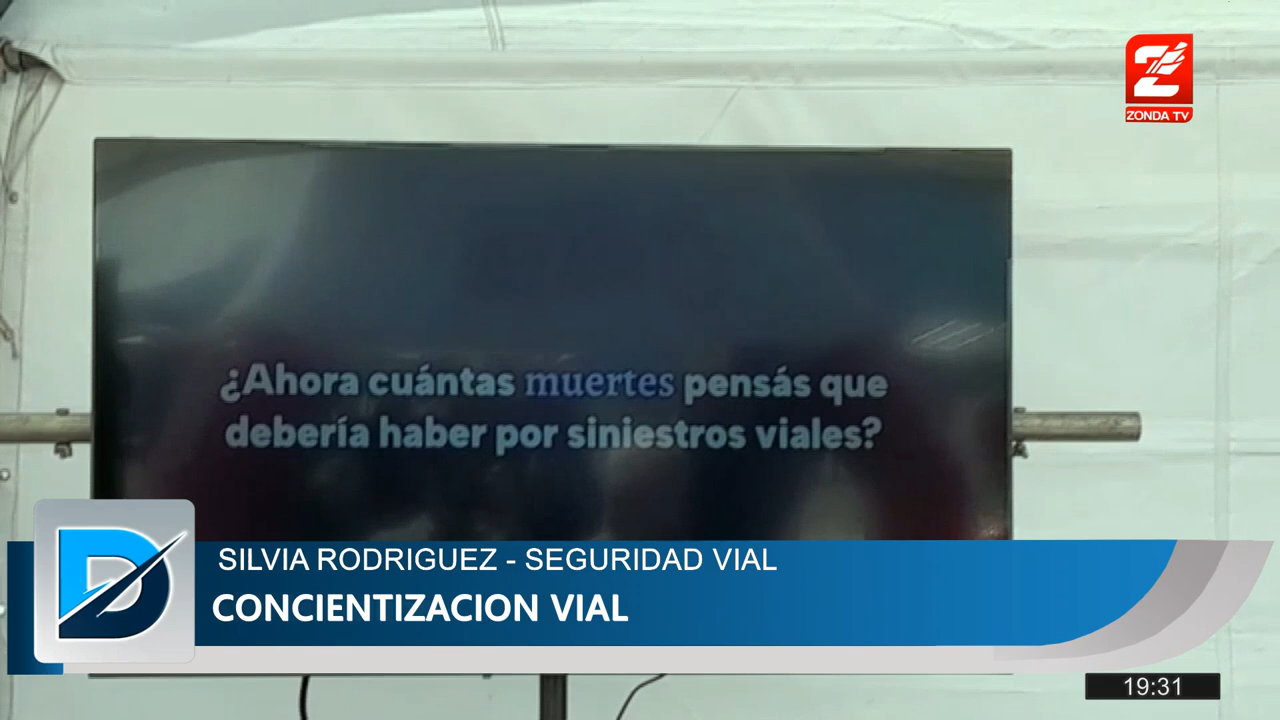 ZONDA TV
¿Ahora cuántas muertes pensás que
debería haber por siniestros viales?
SILVIA RODRIGUEZ - SEGURIDAD VIAL
CONCIENTIZACION VIAL
19:31